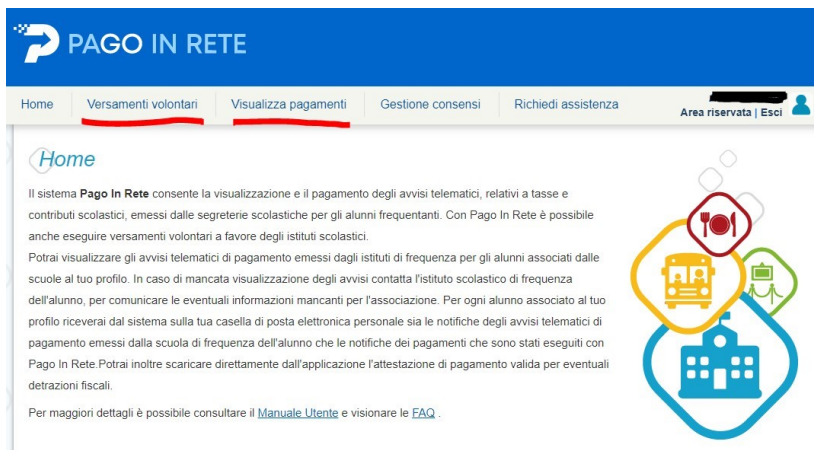 PAGO IN RETE
Home Versamenti volontari Visualizza pagamenti Gestione consensi Richiedi assistenza
Area riservata | Esci
Home
Il sistema Pago In Rete consente la visualizzazione e il pagamento degli avvisi telematici, relativi a tasse e
contributi scolastici, emessi dalle segreterie scolastiche per gli alunni frequentanti. Con Pago In Rete è possibile
anche eseguire versamenti volontari a favore degli istituti scolastici.
Potrai visualizzare gli avvisi telematici di pagamento emessi dagli istituti di frequenza per gli alunni associati dalle
scuole al tuo profilo. In caso di mancata visualizzazione degli avvisi contatta l'istituto scolastico di frequenza
dell'alunno, per comunicare le eventuali informazioni mancanti per l'associazione. Per ogni alunno associato al tuo
profilo riceverai dal sistema sulla tua casella di posta elettronica personale sia le notifiche degli avvisi telematici di
pagamento emessi dalla scuola di frequenza dell'alunno che le notifiche dei pagamenti che sono stati eseguiti con
Pago In Rete.Potrai inoltre scaricare direttamente dall'applicazione l'attestazione di pagamento valida per eventuali
detrazioni fiscali.
Per maggiori dettagli è possibile consultare il Manuale Utente e visionare le FAQ .